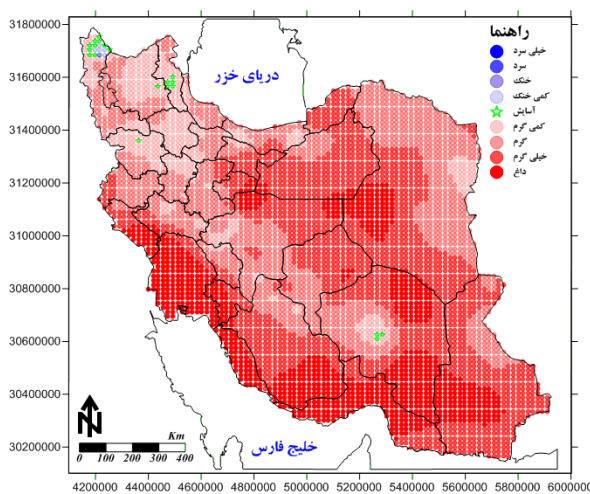 راهنما
خیلی سرد
سرد
خنک
کمی خنک
آسایش
کمی گرم
گرم
خیلی گرم
داغ
دریای خزر
خلیج فارس
N
Km
0 100 200 300 400
31800000
31600000
31400000
31200000
31000000
30800000
30600000
30400000
30200000
4200000 4400000 4600000 4800000 5000000 5200000 5400000 5600000 5800000 6000000